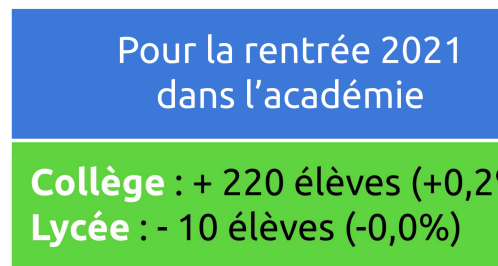 Pour la rentrée 2021
dans l’académie
Collège : + 220 élèves (+0,2%
Lycée : - 10 élèves (-0,0%)